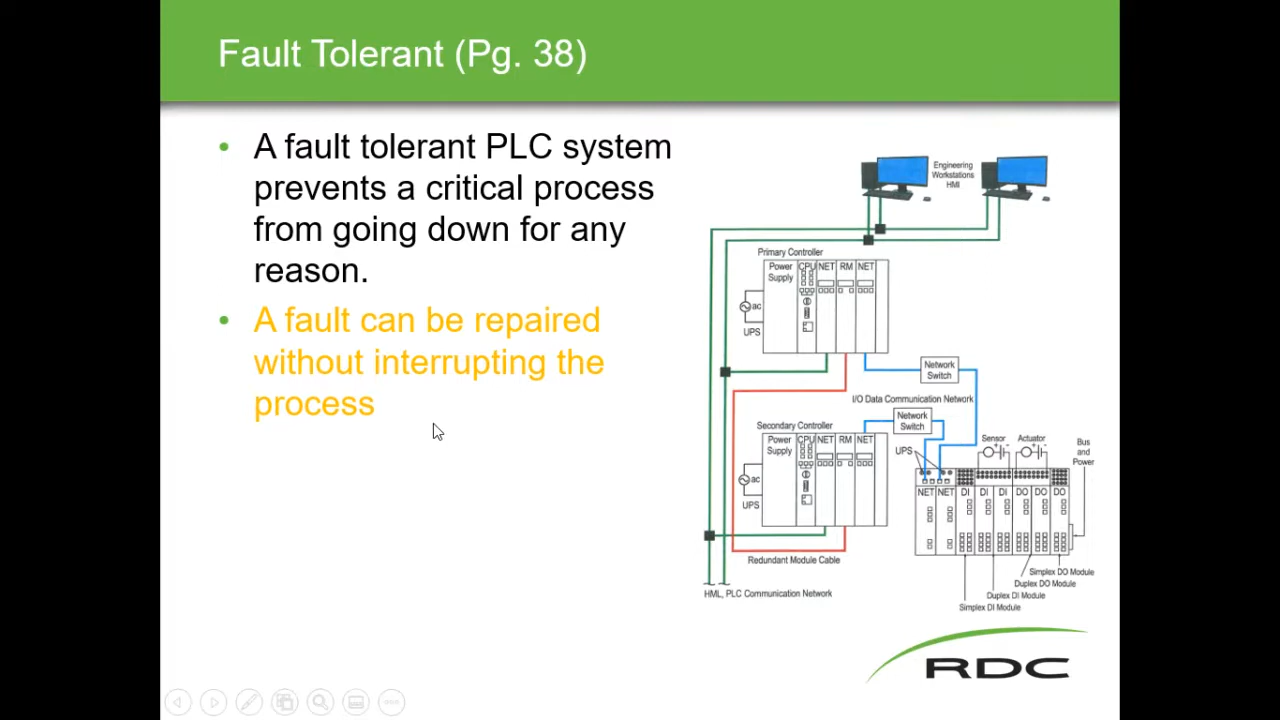 Fault Tolerant (Pg. 38)
• A fault tolerant PLC system
prevents a critical process
from going down for any
reason.
• A fault can be repaired
without interrupting the
process
Engineering
Workstations
HMI
Primary Controller
Power
Supply
CPU
NET
RM
NET
ac
UPS
Network
Switch
I/O Data Communication Network
Network
Switch
Secondary Controller
Power
Supply
CPU
NET
RM
NET
ac
UPS
UPS
Sensor
Actuator
Bus
and
Power
NET
NET
DI
DI
DI
DO
DO
DO
Redundant Module Cable
Simplex DO Module
Duplex DO Module
Duplex DI Module
Simplex DI Module
HML, PLC Communication Network
RDC